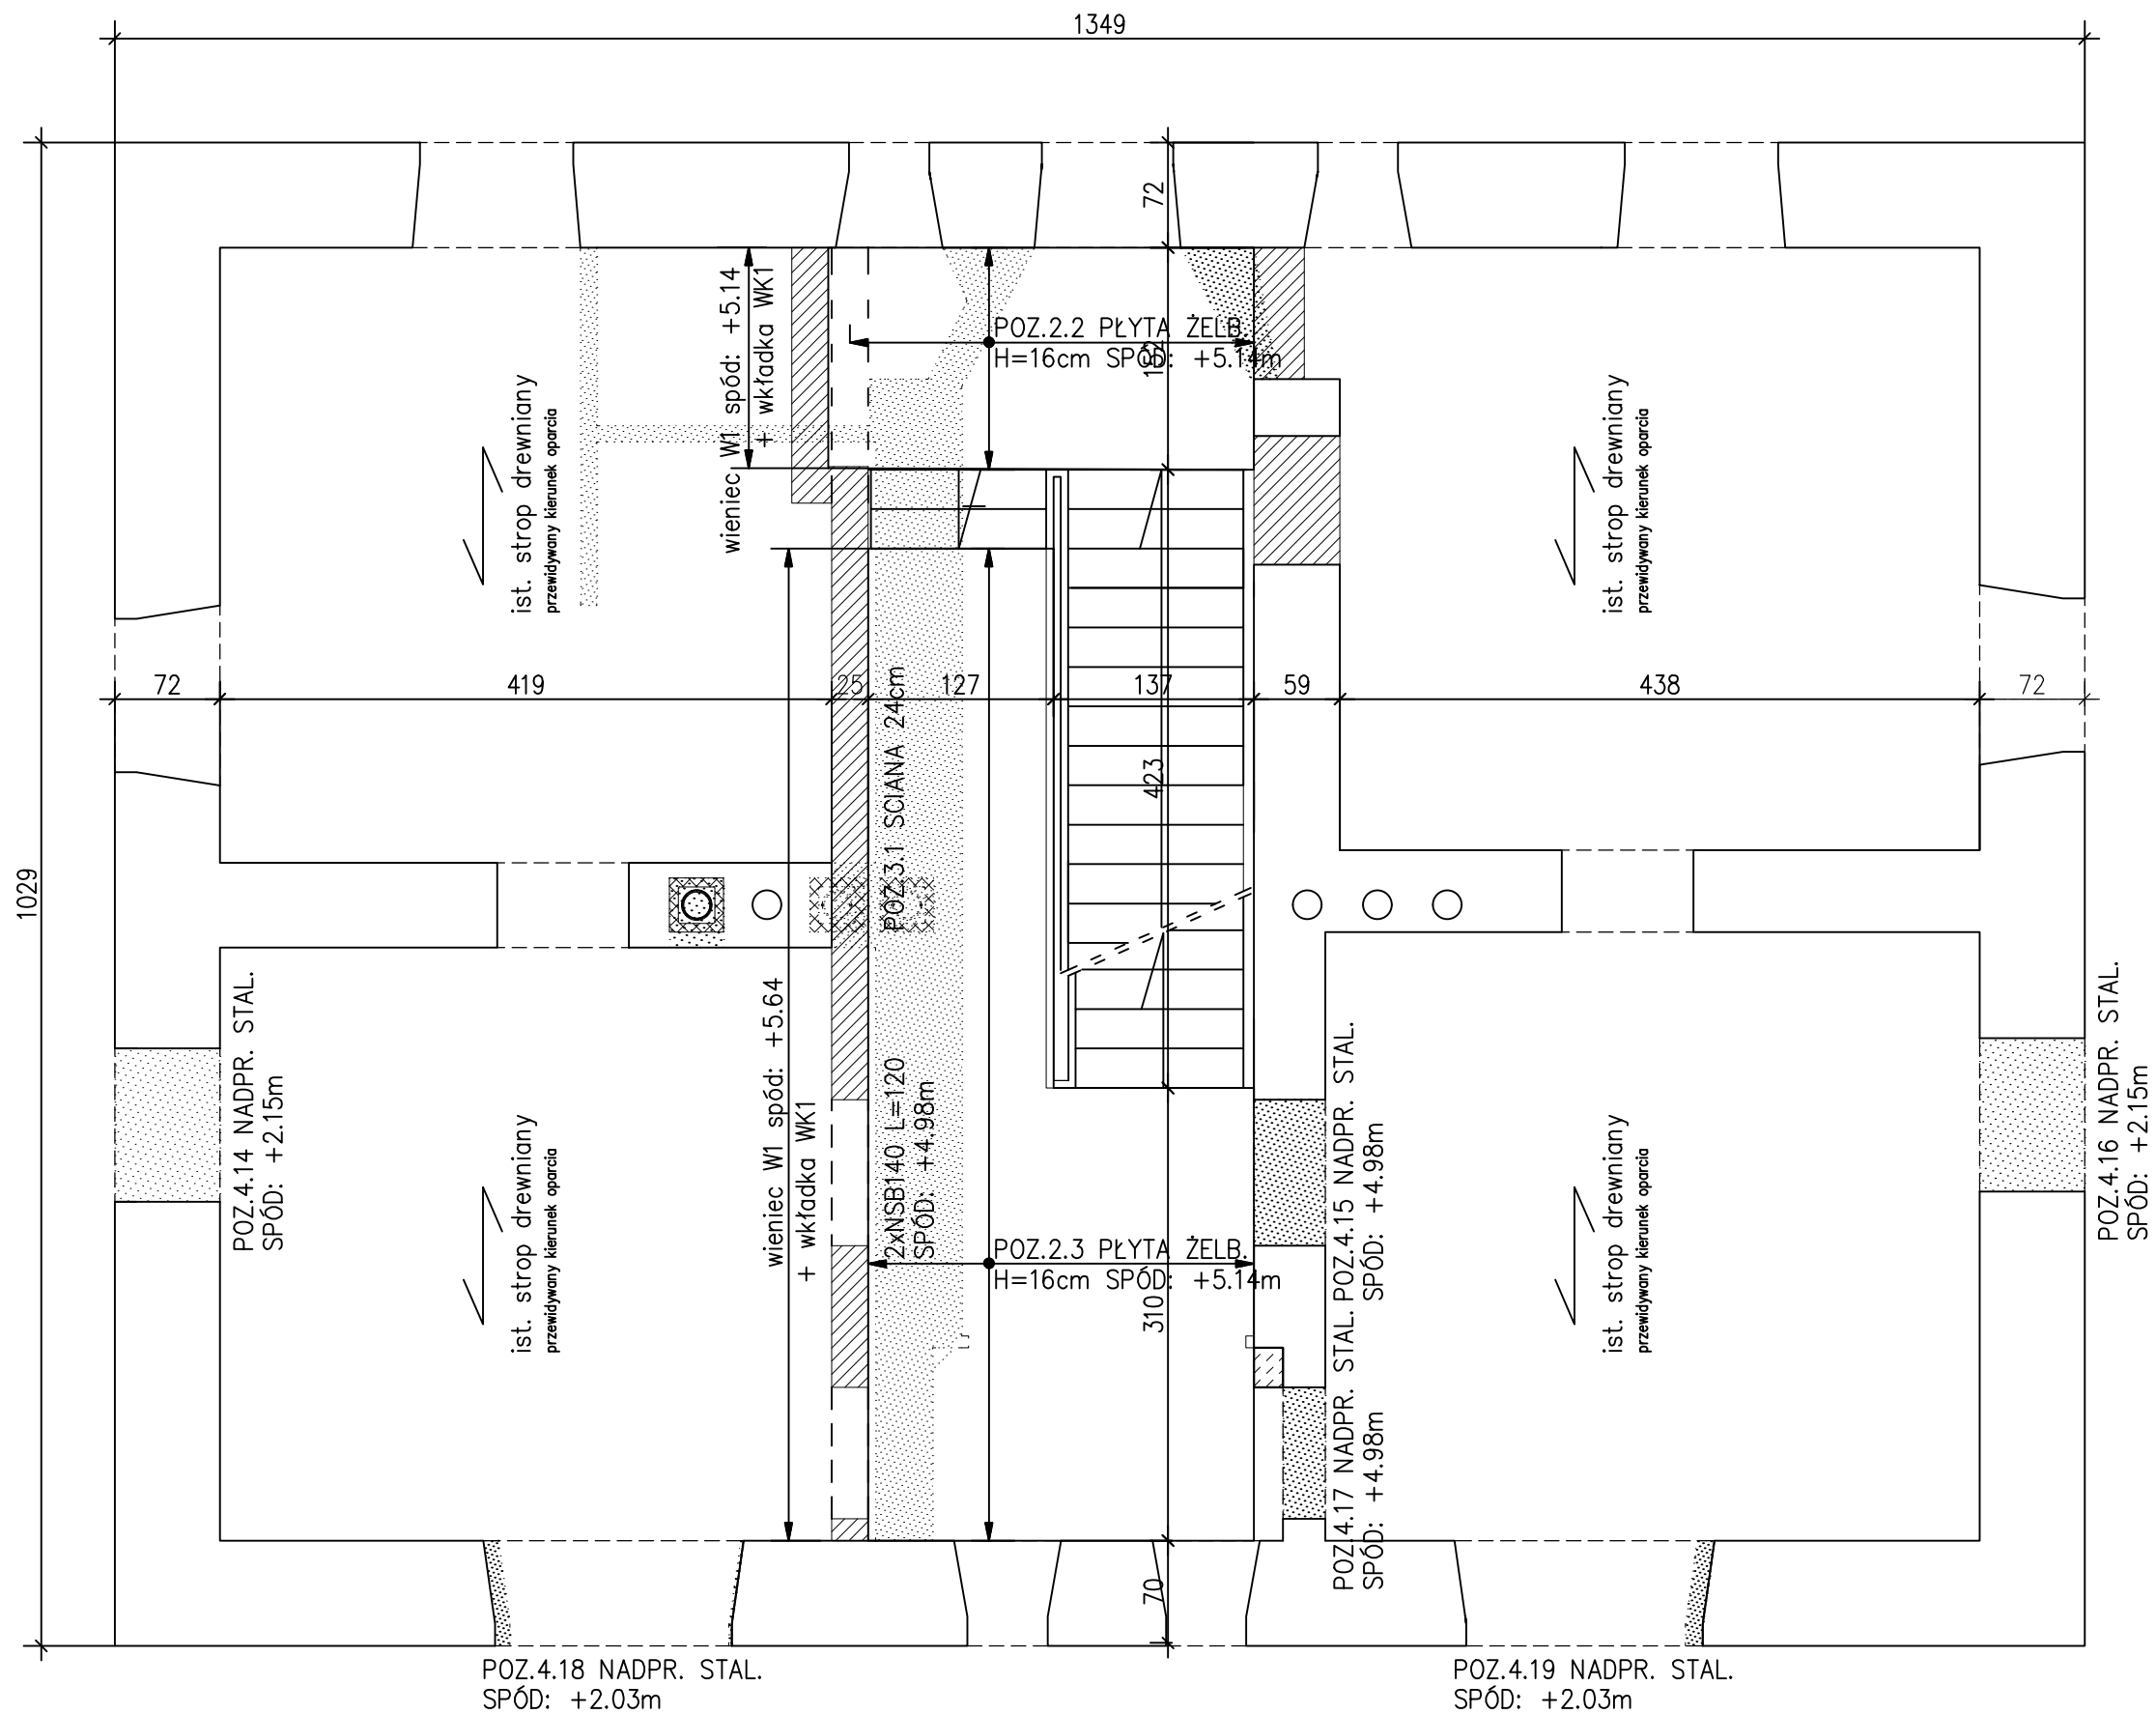 1349
72
wieniec W1 spód: +5.14
+ wkładka WK1
POZ.2.2 PŁYTA ŻELB.
H=16cm SPÓD: +5.14m
ist. strop drewniany
przewidywany kierunek oparcia
ist. strop drewniany
przewidywany kierunek oparcia
72
419
25
127
137
59
438
72
POZ.3.1 SCIANA 24cm
423
1029
POZ.4.14 NADPR. STAL.
SPÓD: +2.15m
wieniec W1 spód: +5.64
+ wkładka WK1
2xNSB140 L=120
SPÓD: +4.98m
POZ.4.15 NADPR. STAL.
SPÓD: +4.98m
POZ.4.16 NADPR. STAL.
SPÓD: +2.15m
ist. strop drewniany
przewidywany kierunek oparcia
POZ.2.3 PŁYTA ŻELB.
H=16cm SPÓD: +5.14m
310
ist. strop drewniany
przewidywany kierunek oparcia
POZ.4.17 NADPR. STAL.
SPÓD: +4.98m
70
POZ.4.18 NADPR. STAL.
SPÓD: +2.03m
POZ.4.19 NADPR. STAL.
SPÓD: +2.03m